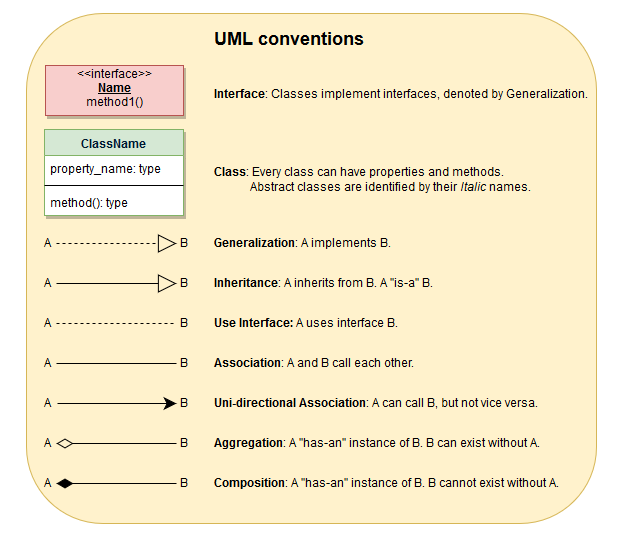 UML conventions
<<interface>>
Name
method1()
Interface: Classes implement interfaces, denoted by Generalization.
ClassName
property_name: type
method(): type
Class: Every class can have properties and methods.
Abstract classes are identified by their Italic names.
A B Generalization: A implements B.
A B Inheritance: A inherits from B. A "is-a" B.
A B Use Interface: A uses interface B.
A B Association: A and B call each other.
A B Uni-directional Association: A can call B, but not vice versa.
A B Aggregation: A "has-an" instance of B. B can exist without A.
A B Composition: A "has-an" instance of B. B cannot exist without A.